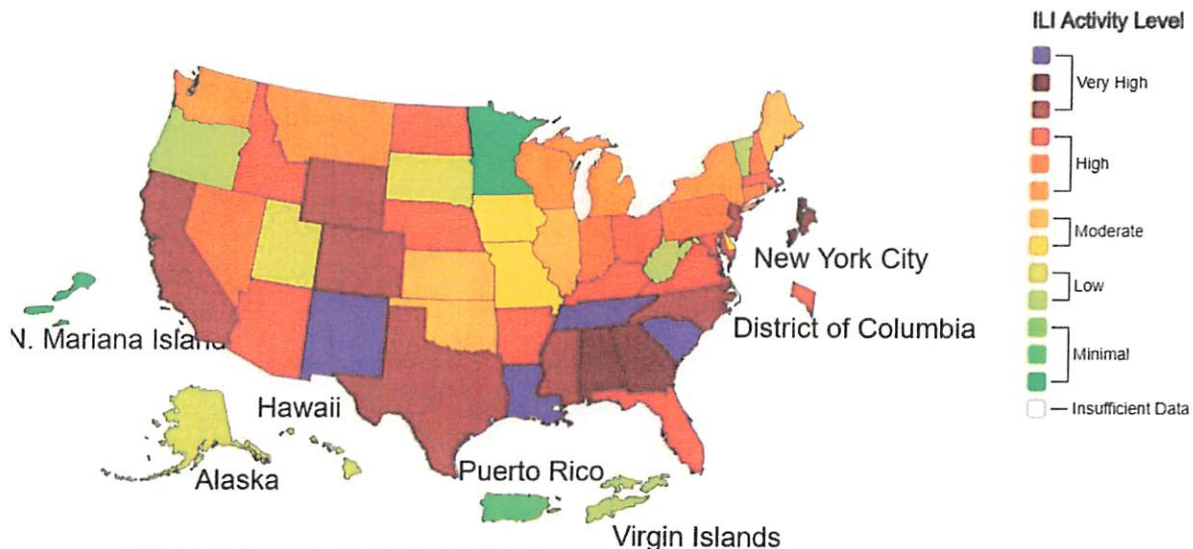 ILI Activity Level
Very High
High
Moderate
Low
Minimal
Insufficient Data
New York City
District of Columbia
N. Mariana Island
Hawaii
Alaska
Puerto Rico
Virgin Islands